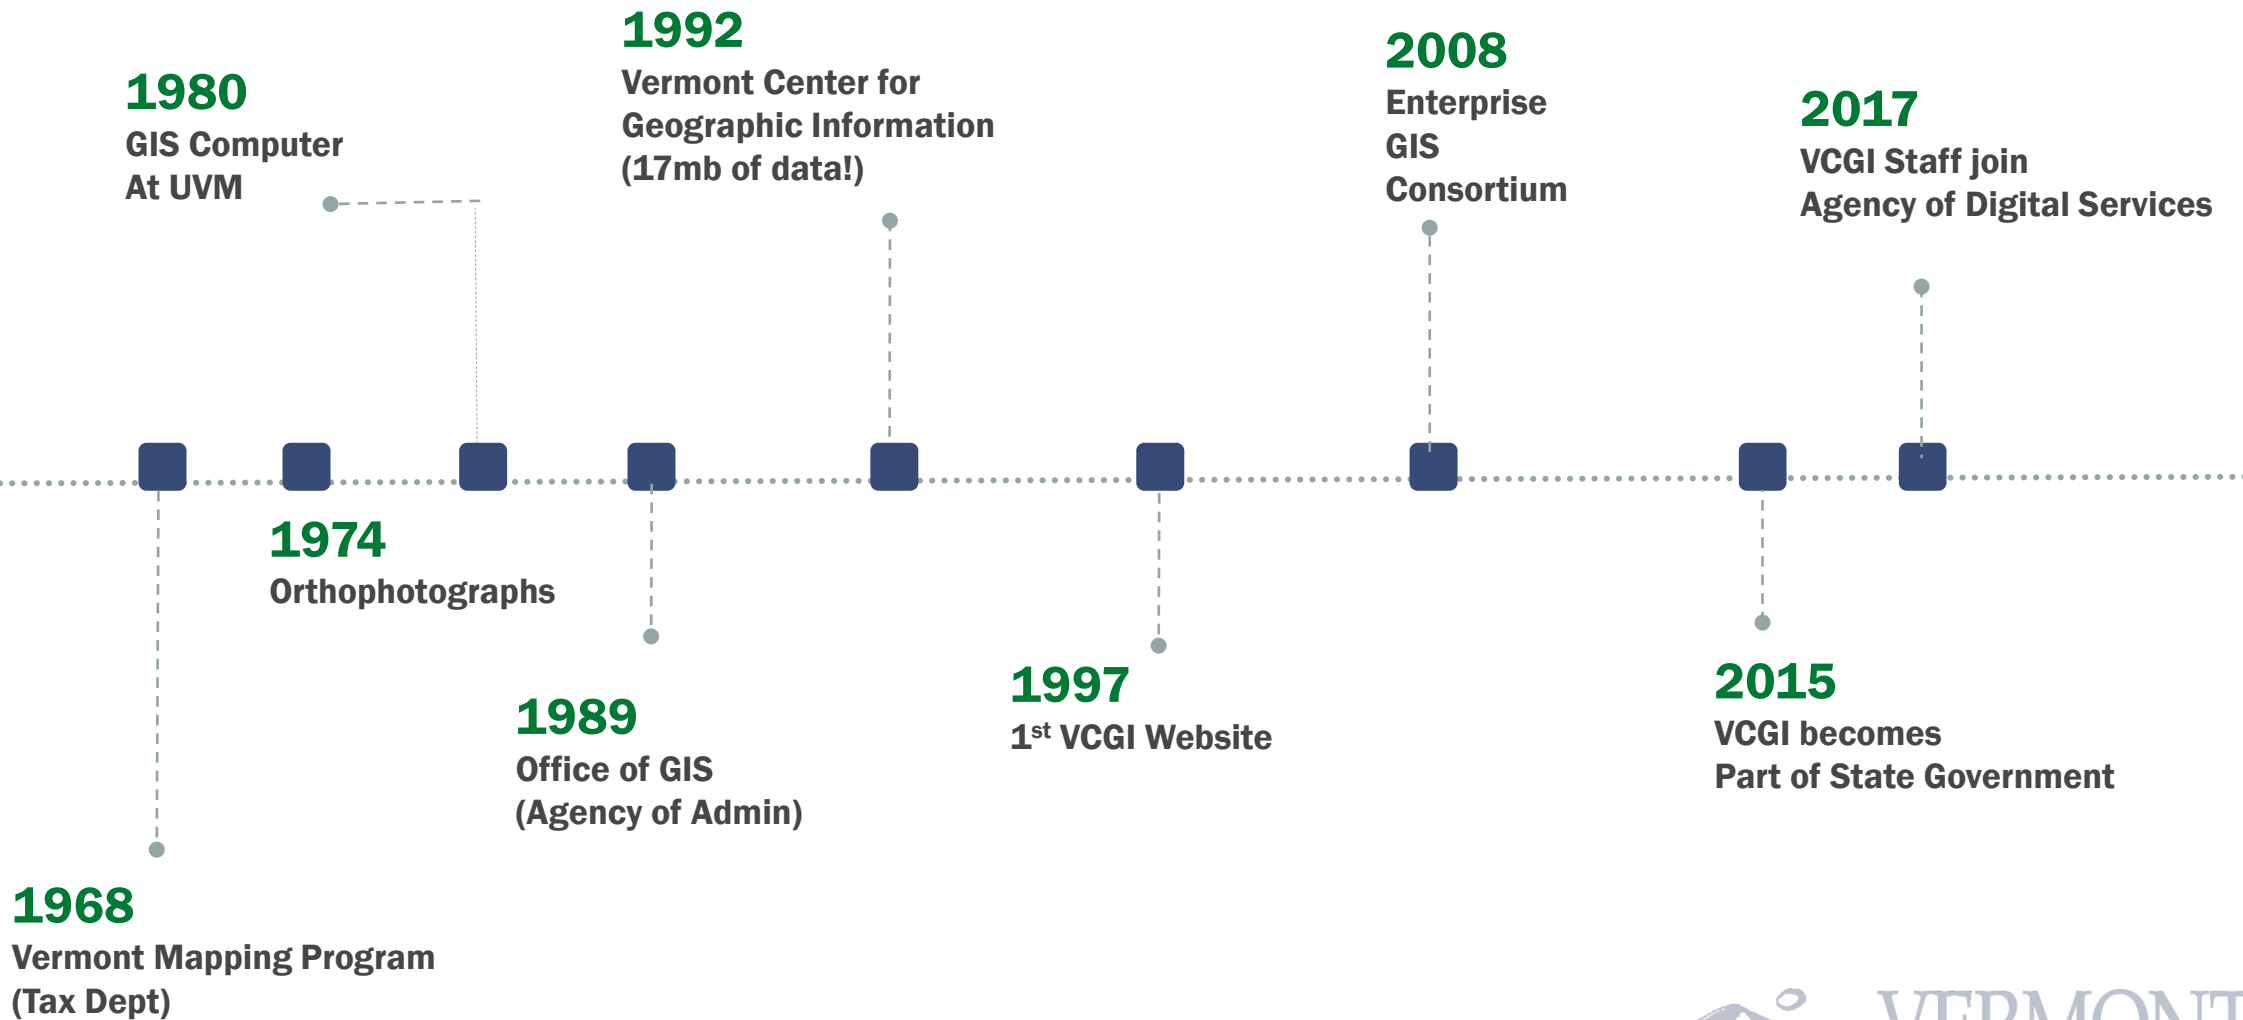 1992
Vermont Center for
Geographic Information
(17mb of data!)
2008
Enterprise
GIS
Consortium
1980
GIS Computer
At UVM
2017
VCGI Staff join
Agency of Digital Services
1974
Orthophotographs
1989
Office of GIS
(Agency of Admin)
1997
1st VCGI Website
2015
VCGI becomes
Part of State Government
1968
Vermont Mapping Program
(Tax Dept)
VERMONT